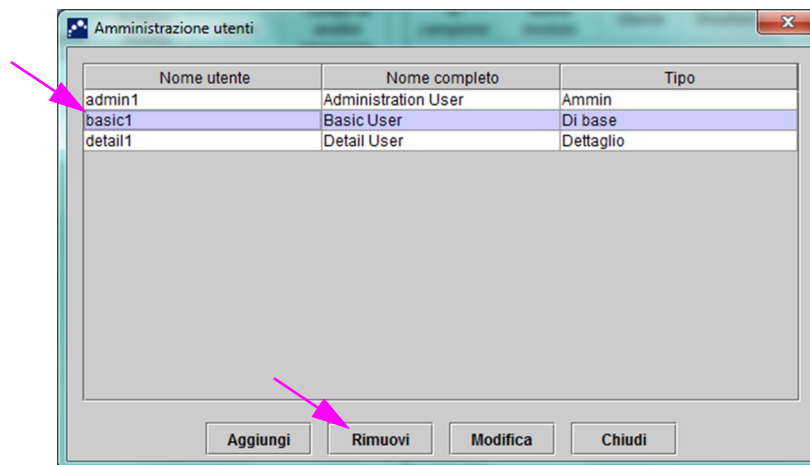 Amministrazione utenti
Nome utente Nome completo Tipo
admin1 Administration User Ammin
basic1 Basic User Di base
detail1 Detail User Dettaglio
Aggiungi Rimuovi Modifica Chiudi